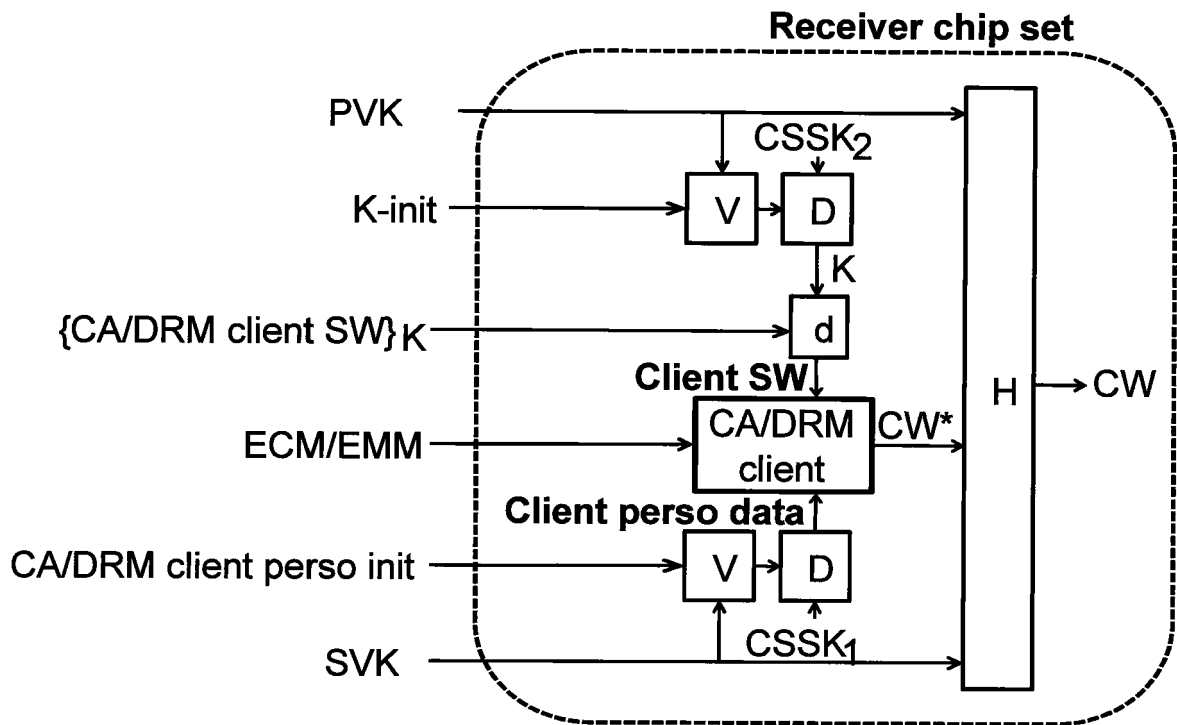 Receiver chip set
PVK
CSSK2
K-init
V
D
K
{CA/DRM client SW}K
d
Client SW
H
CW
ECM/EMM
CA/DRM
client
CW*
Client perso data
CA/DRM client perso init
V
D
CSSK1
SVK